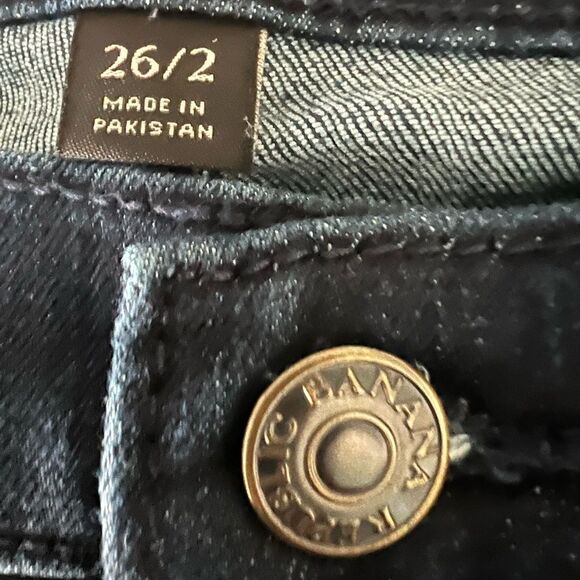 26/2
MADE IN
PAKISTAN
BANANA REPUBLIC